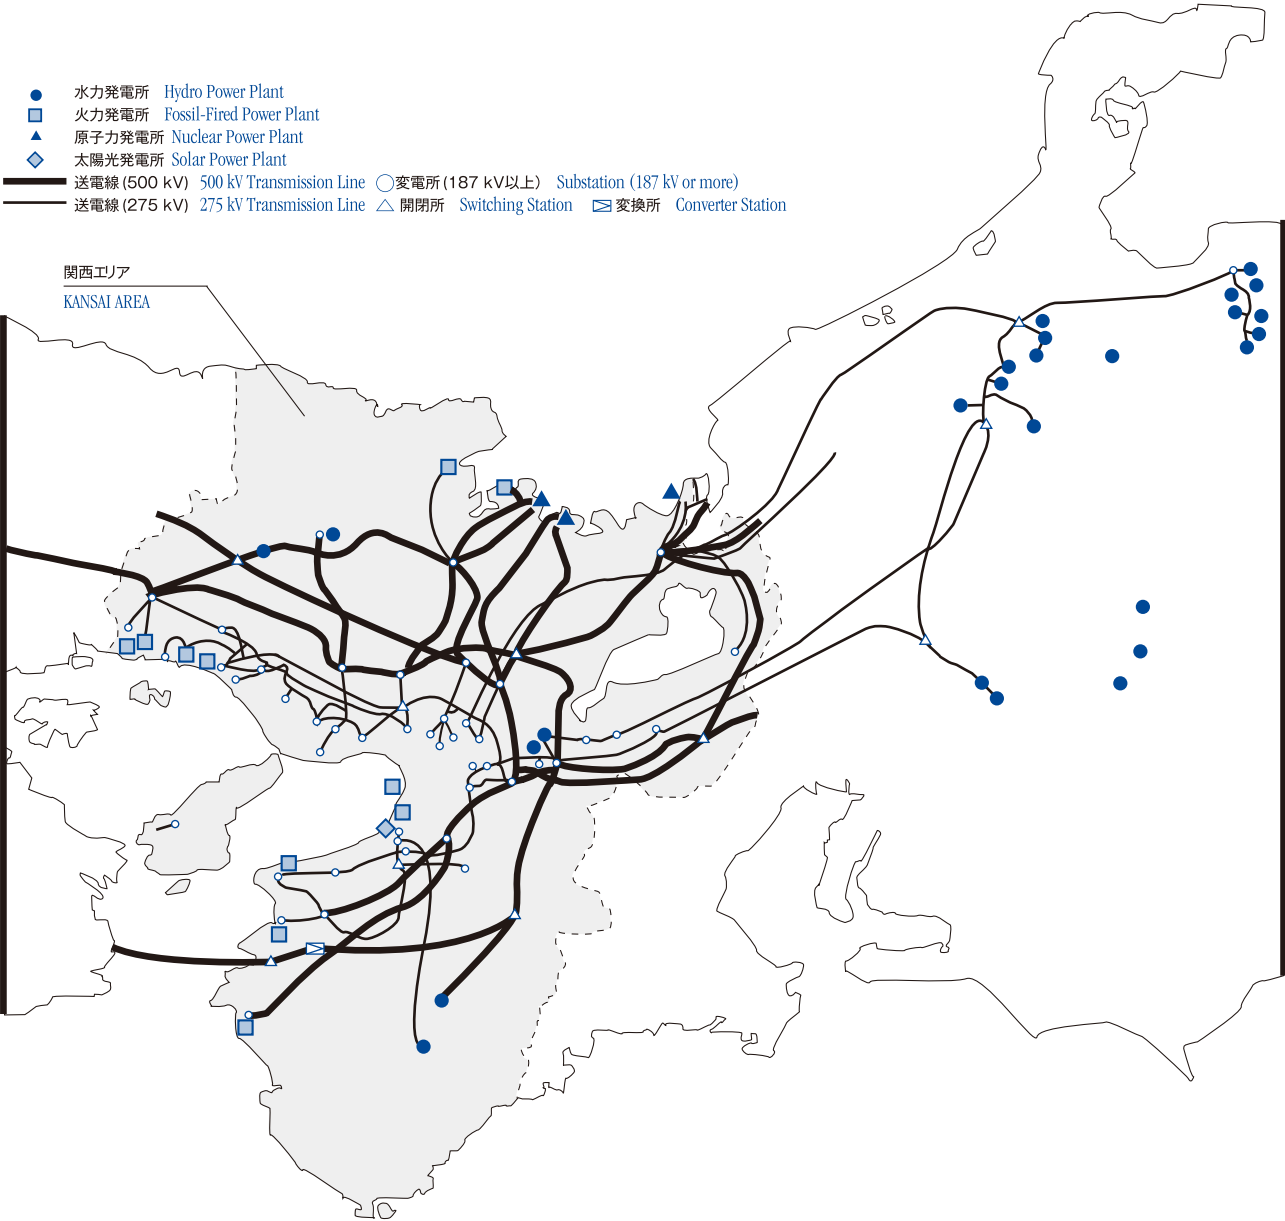 水力発電所 Hydro Power Plant
火力発電所 Fossil-Fired Power Plant
原子力発電所 Nuclear Power Plant
太陽光発電所 Solar Power Plant
送電線(500 kV) 500 kV Transmission Line 変電所(187 kV以上) Substation (187 kV or more)
送電線(275 kV) 275 kV Transmission Line 開閉所 Switching Station 変換所 Converter Station
関西エリア
KANSAI AREA